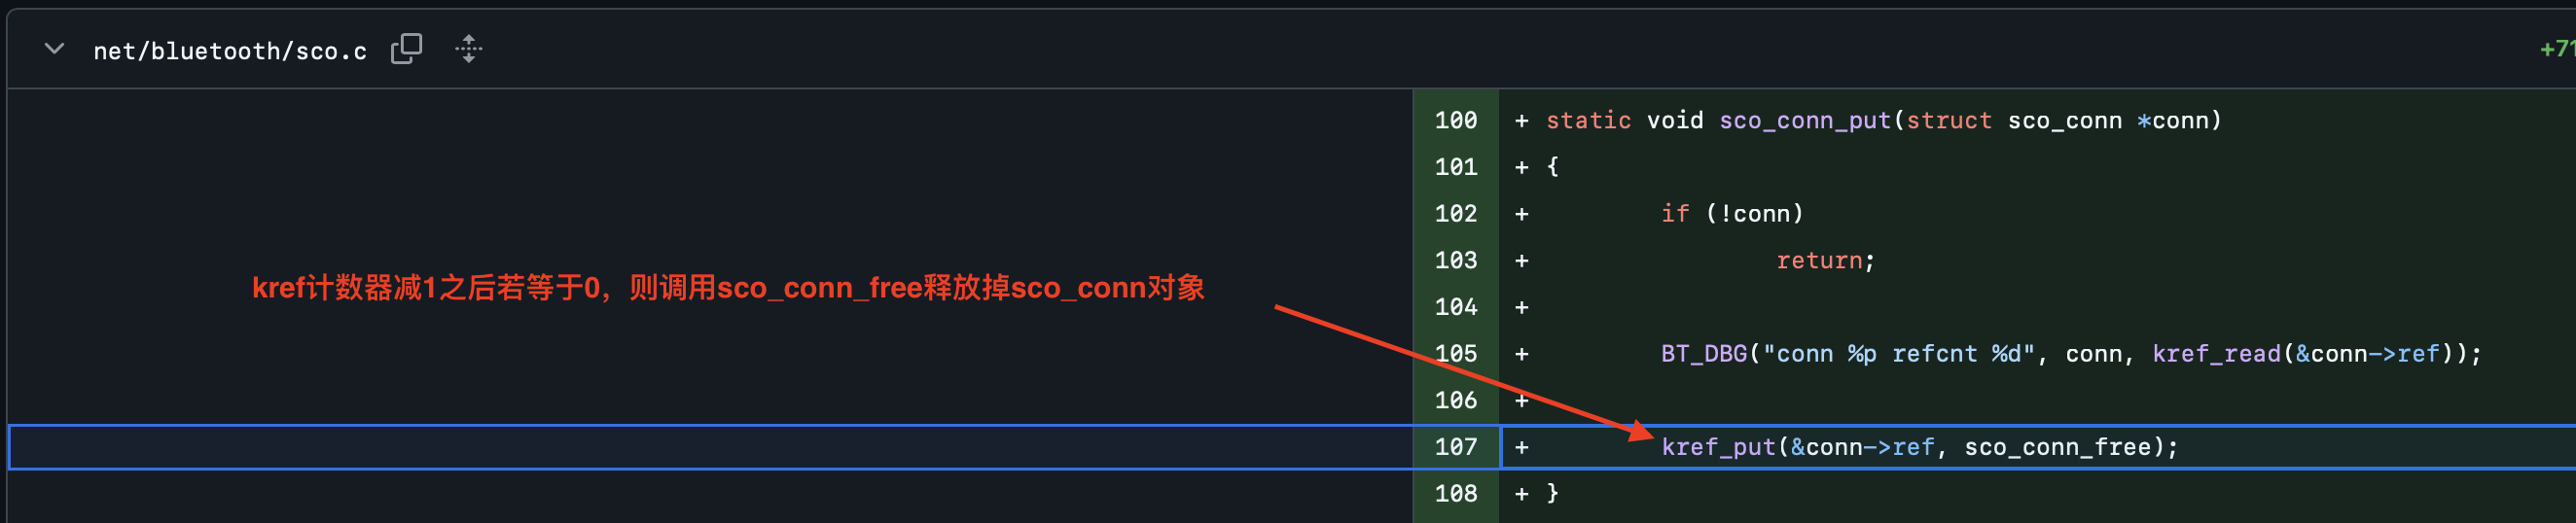 net/bluetooth/sco.c
+71
100 + static void sco_conn_put(struct sco_conn *conn)
101 + {
102 + if (!conn)
103 + return;
kref计数器减1之后若等于0，则调用sco_conn_free释放掉sco_conn对象
104 +
105 + BT_DBG("conn %p refcnt %d", conn, kref_read(&conn->ref));
106 +
107 + kref_put(&conn->ref, sco_conn_free);
108 + }